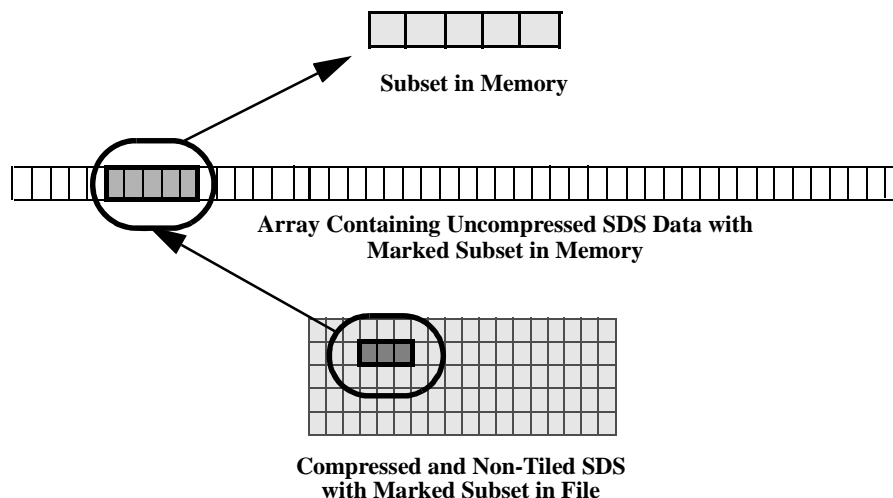 Subset in Memory
Array Containing Uncompressed SDS Data with
Marked Subset in Memory
Compressed and Non-Tiled SDS
with Marked Subset in File